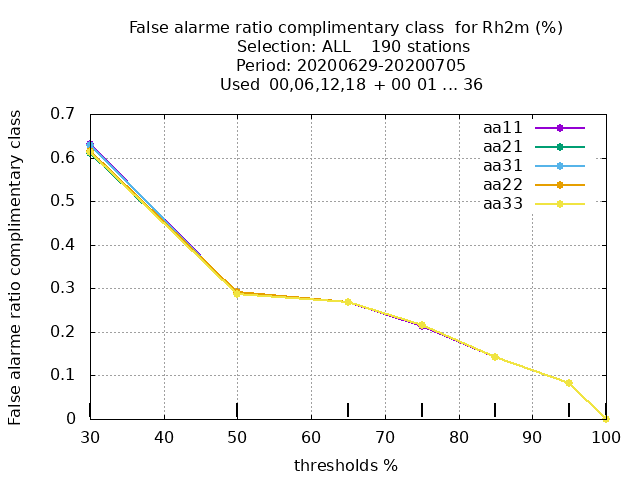 False alarme ratio complimentary class  for Rh2m (%)
Selection: ALL    190 stations
Period: 20200629-20200705
Used  00,06,12,18  + 00 01 ... 36
False alarme ratio complimentary class
0.7
0.6
0.5
0.4
0.3
0.2
0.1
0
aa11
aa21
aa31
aa22
aa33
30 40 50 60 70 80 90 100
thresholds %